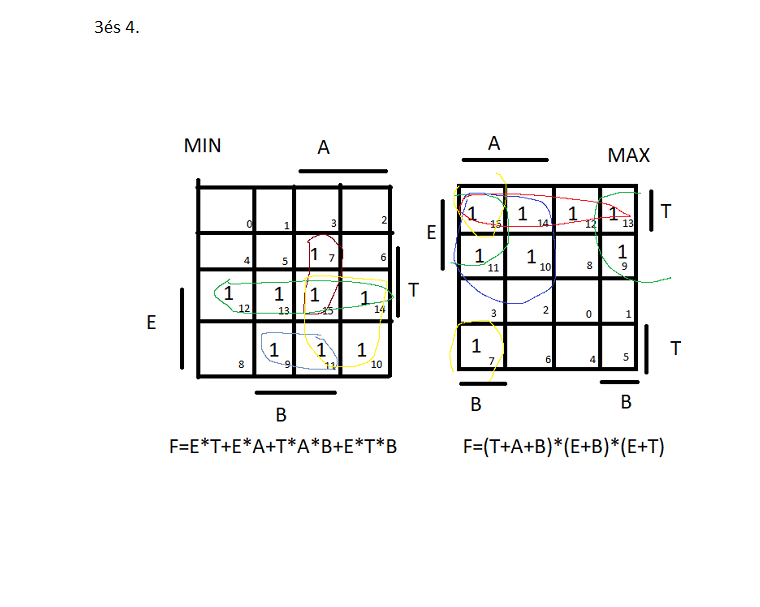 3és 4.
MIN A
A MAX
0 1 3 2
4 5 1 7 6
1 12 1 13 1 15 1 14
8 1 9 1 11 1 10
E T
B
F=E*T+E*A+T*A*B+E*T*B
1 15 1 14 1 12 1 13 T
E
1 11 1 10 8 1 9
3 2 0 1
1 7 6 4 5 T
B B
F=(T+A+B)*(E+B)*(E+T)